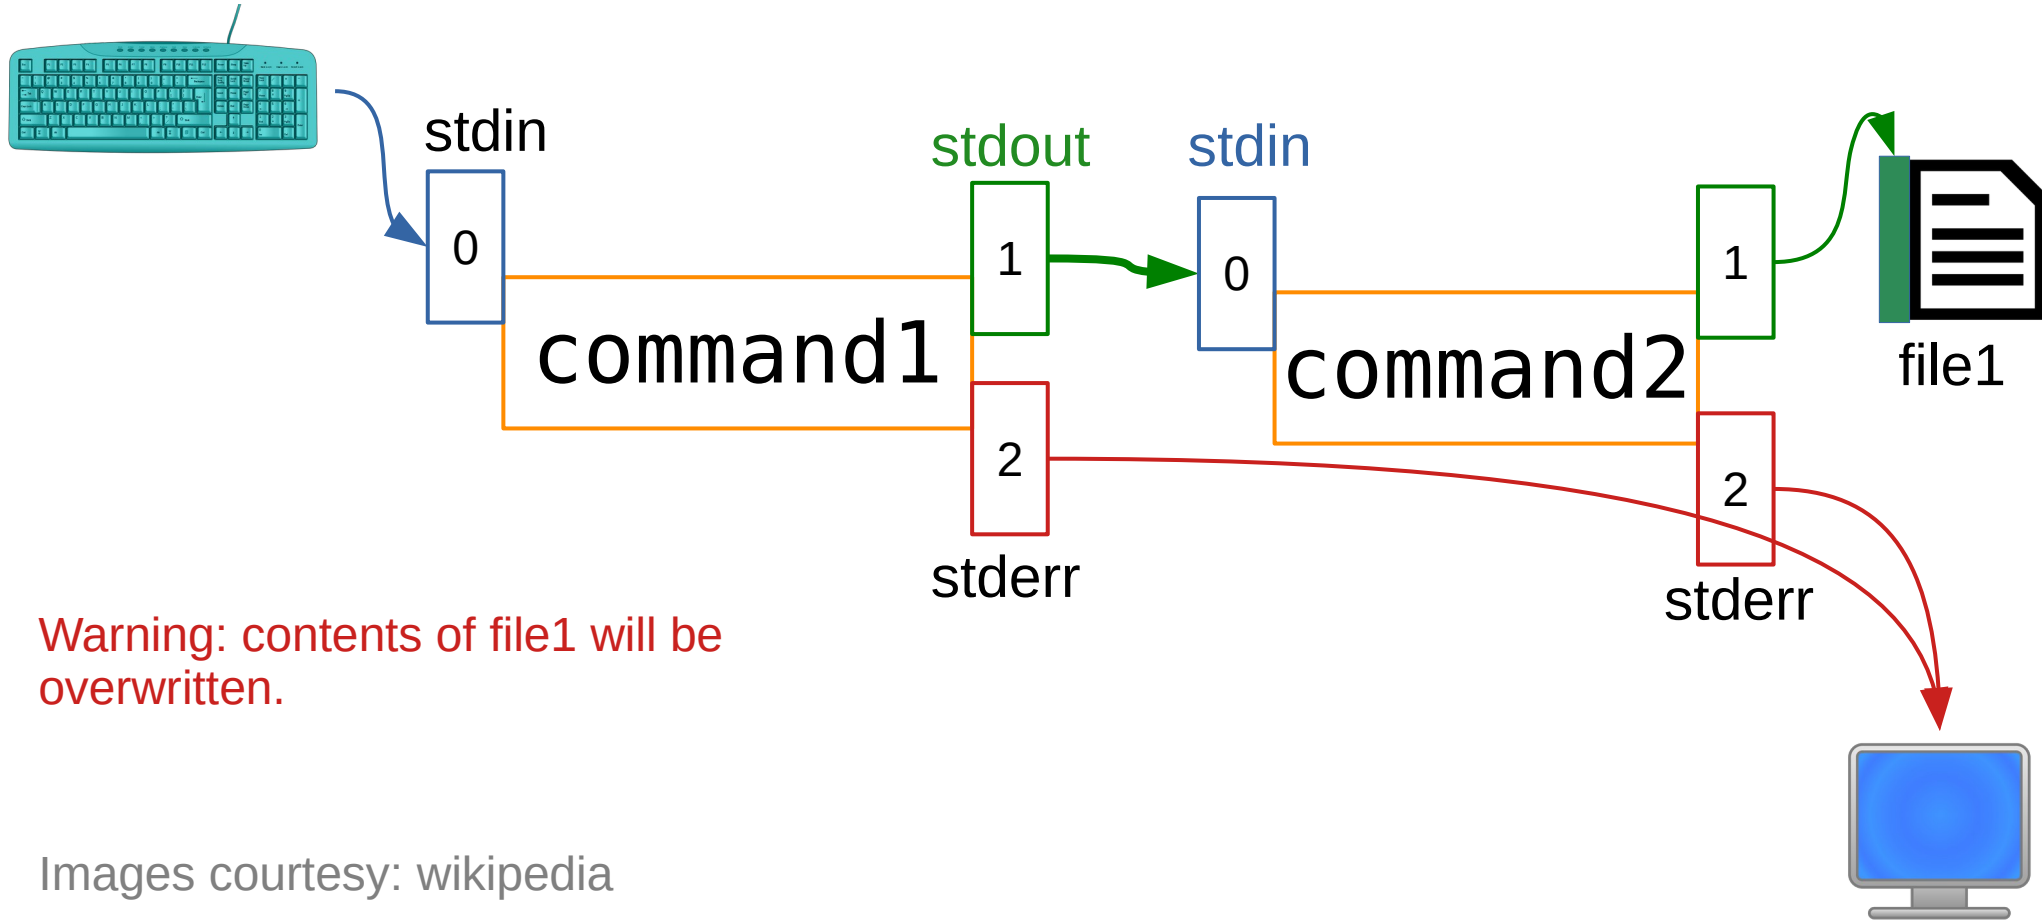 stdin
stdout
stdin
0
1
0
1
command1
command2
file1
2
2
stderr
stderr
Warning: contents of file1 will be
overwritten.
Images courtesy: wikipedia